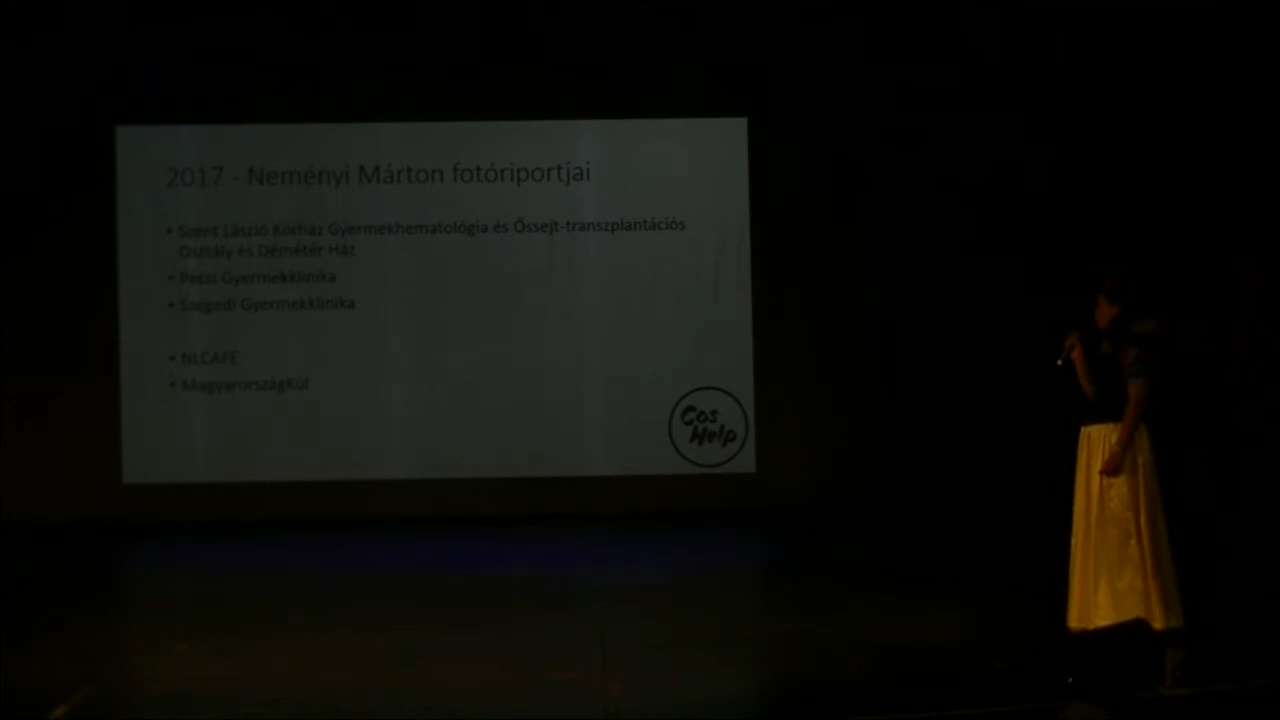 2017 - Neményi Márton fotóriportjai
• Szent László Kórház Gyermekhematológia és Őssejt-transzplantációs
Osztály és Démétér Ház
• Pécsi Gyermekklinika
• Szegedi Gyermekklinika
• NLCAFÉ
• MagyarországKül
Cos
Help